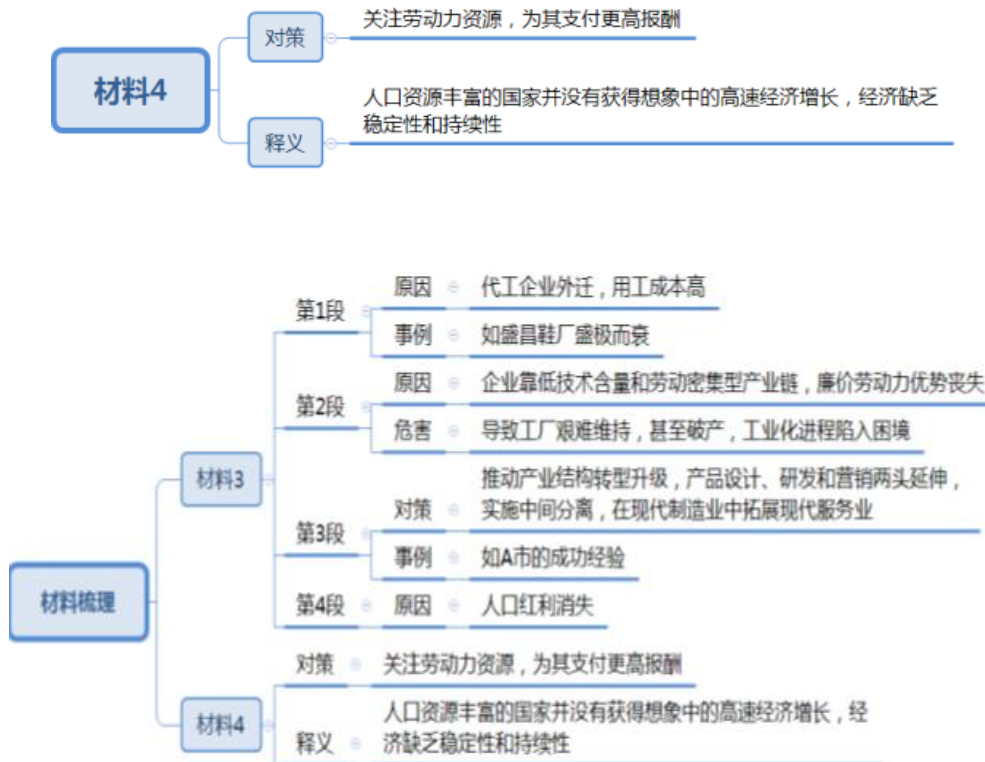 关注劳动力资源，为其支付更高报酬
对策
材料4
人口资源丰富的国家并没有获得想象中的高速经济增长，经济缺乏
稳定性和持续性
释义
原因
代工企业外迁，用工成本高
第1段
事例
如盛昌鞋厂盛极而衰
原因
企业靠低技术含量和劳动密集型产业链，廉价劳动力优势丧失
第2段
危害
导致工厂艰难维持，甚至破产，工业化进程陷入困境
材料3
推动产业结构转型升级，产品设计、研发和营销两头延伸，
对策
实施中间分离，在现代制造业中拓展现代服务业
第3段
事例
如A市的成功经验
材料梳理
第4段
原因
人口红利消失
对策
关注劳动力资源，为其支付更高报酬
材料4
人口资源丰富的国家并没有获得想象中的高速经济增长，经
释义
济缺乏稳定性和持续性